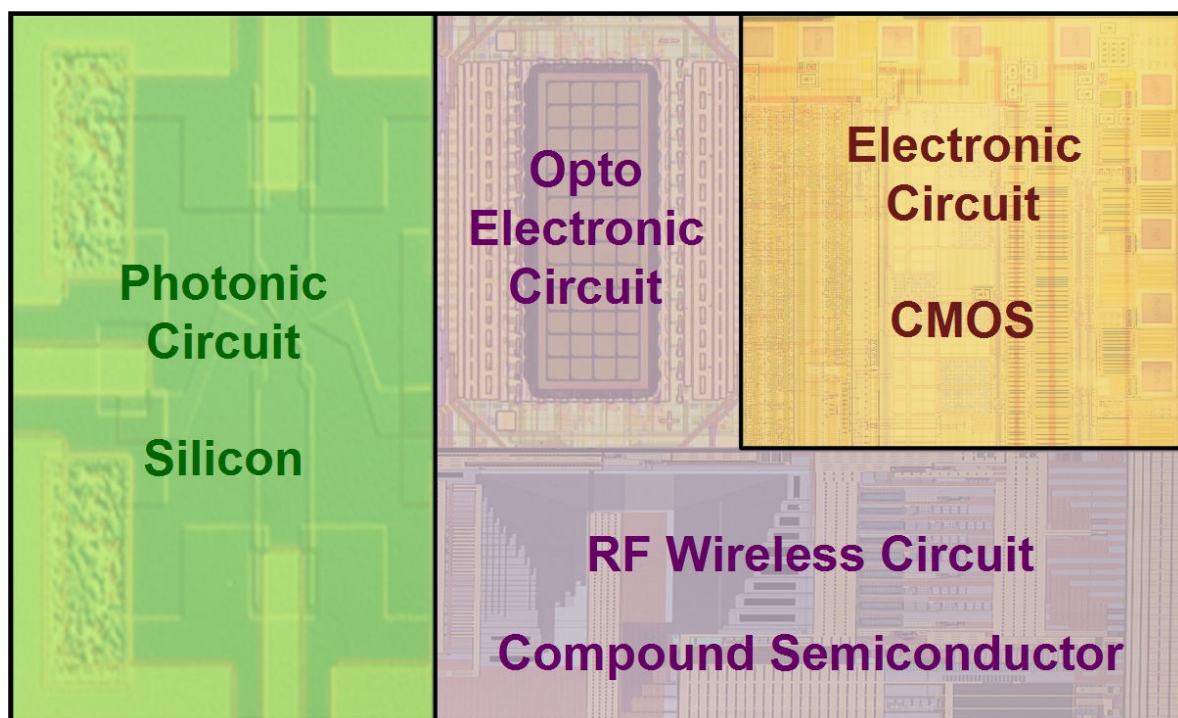 Photonic
Circuit
Silicon
Opto
Electronic
Circuit
Electronic
Circuit
CMOS
RF Wireless Circuit
Compound Semiconductor